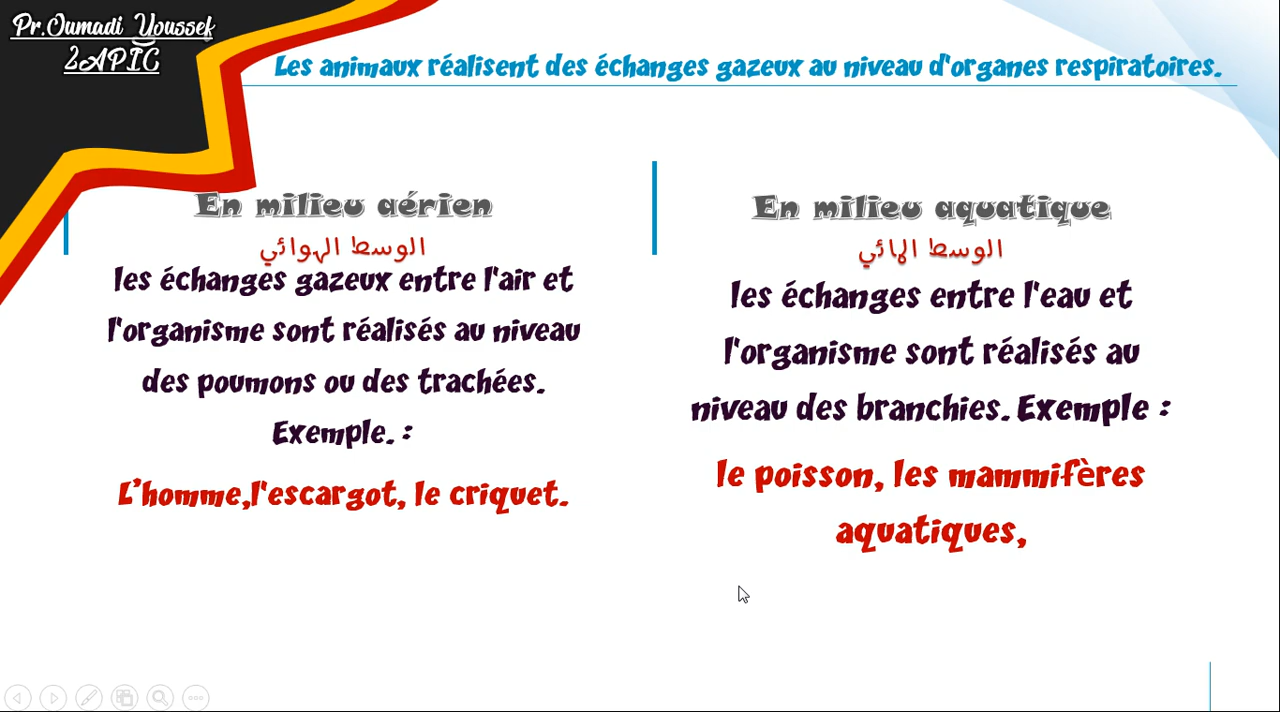 Pr.Oumadi Youssef
2APIC
Les animaux réalisent des échanges gazeux au niveau d'organes respiratoires.
En milieu aérien
الوسط الهوائي
les échanges gazeux entre l'air et
l'organisme sont réalisés au niveau
des poumons ou des trachées.
Exemple. :
L’homme,l'escargot, le criquet.
En milieu aquatique
الوسط المائي
les échanges entre l'eau et
l'organisme sont réalisés au
niveau des branchies. Exemple :
le poisson, les mammifères
aquatiques,